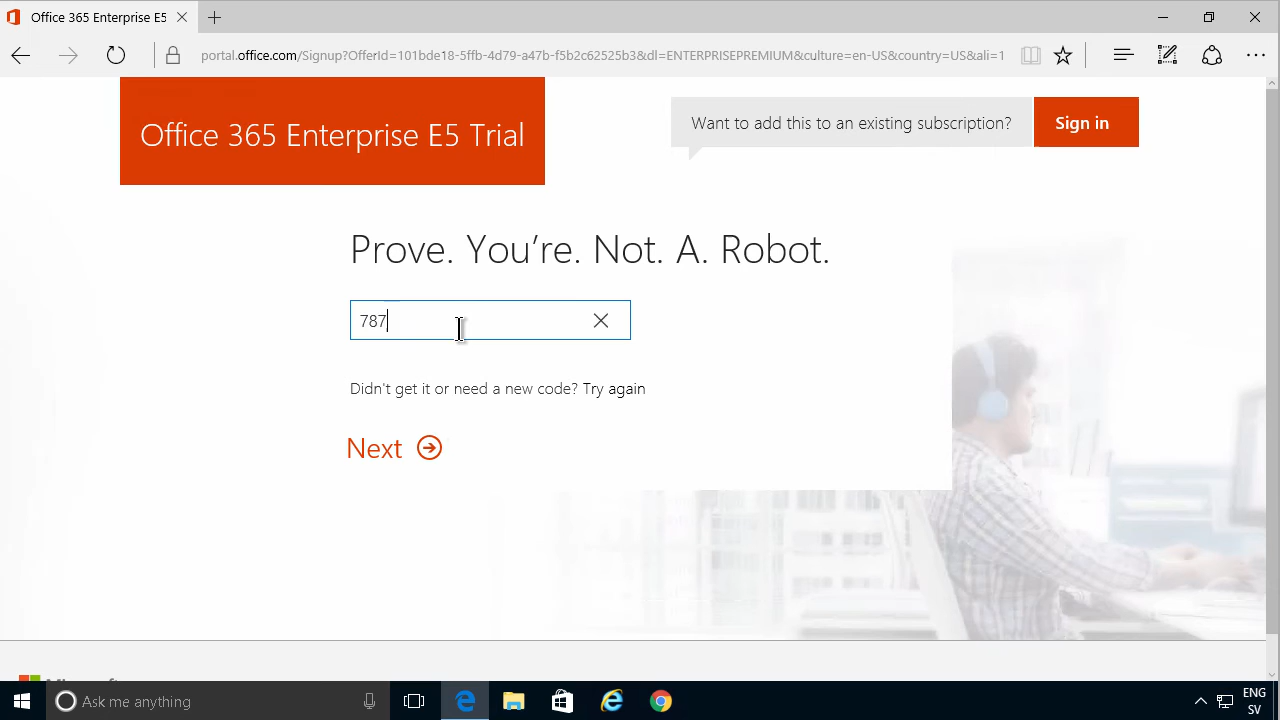 Office 365 Enterprise E5
portal.office.com/Signup?OfferId=101bde18-5ffb-4d79-a47b-f5b2c62525b3&dl=ENTERPRISEPREMIUM&culture=en-US&country=US&ali=1
Office 365 Enterprise E5 Trial
Want to add this to an existing subscription?
Sign in
Prove. You're. Not. A. Robot.
787
Didn't get it or need a new code? Try again
Next
Ask me anything
ENG
SV